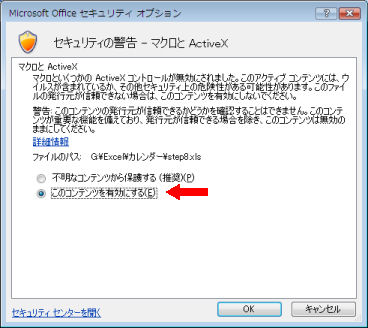 Microsoft Office セキュリティ オプション
セキュリティの警告 - マクロと ActiveX
マクロと ActiveX
マクロといくつかの ActiveX コントロールが無効にされました。このアクティブ コンテンツには、ウ
イルスが含まれているか、その他セキュリティ上の危険性がある可能性があります。このファイ
ルの発行元が信頼できない場合は、このコンテンツを有効にしないでください。
警告: このコンテンツの発行元が信頼できるかどうかを確認することはできません。このコンテ
ンツが重要な機能を備えており、発行元が信頼できる場合を除き、このコンテンツは無効の
ままにしてください。
詳細情報
ファイルのパス: G:¥Excel¥カレンダー¥step8.xls
不明なコンテンツから保護する (推奨)(P)
このコンテンツを有効にする(E)
セキュリティ センターを開く
OK
キャンセル